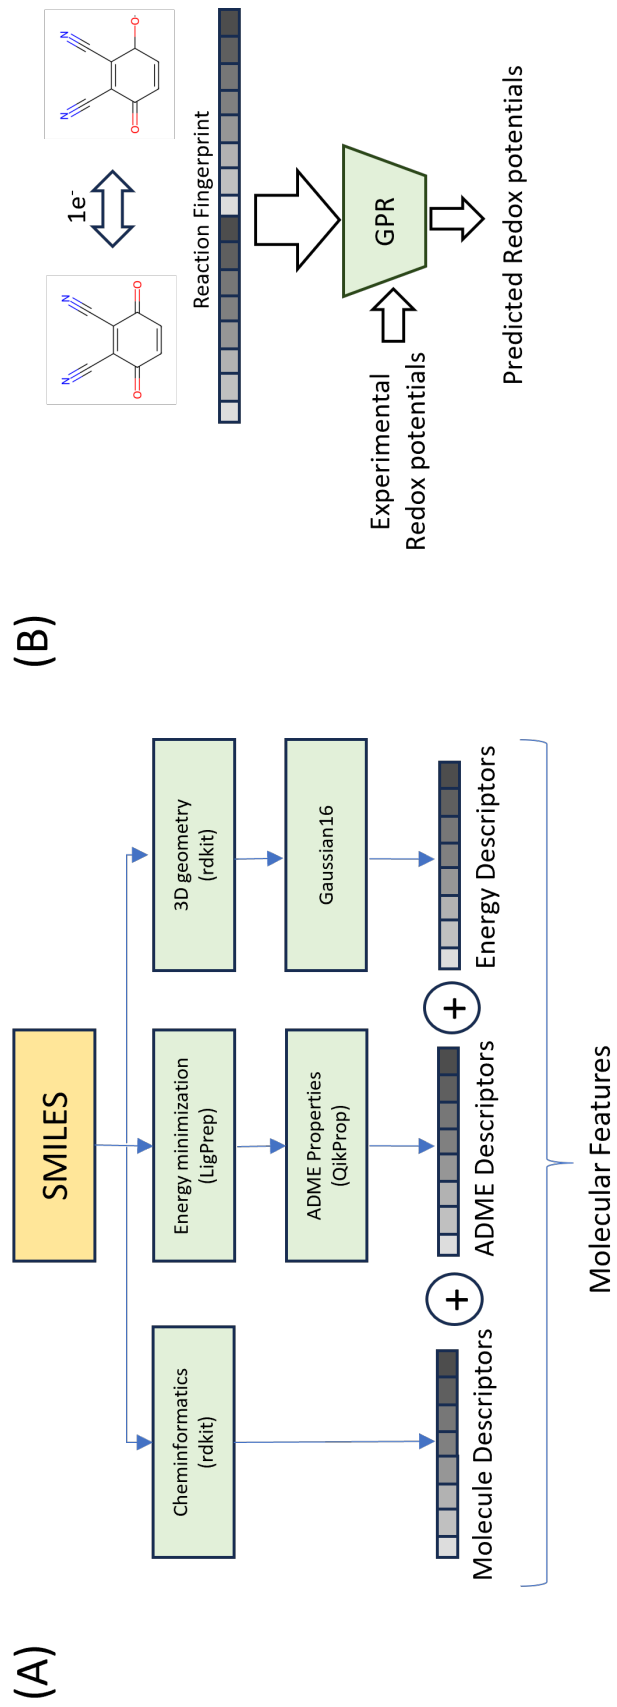 (A)
SMILES
Cheminformatics
(rdkit)
Energy minimization
(LigPrep)
3D geometry
(rdkit)
ADME Properties
(QikProp)
Gaussian16
Molecule Descriptors
+
ADME Descriptors
+
Energy Descriptors
Molecular Features
(B)
N
N
O
O
1e-
N
N
O
O-
Reaction Fingerprint
Experimental
Redox potentials
GPR
Predicted Redox potentials